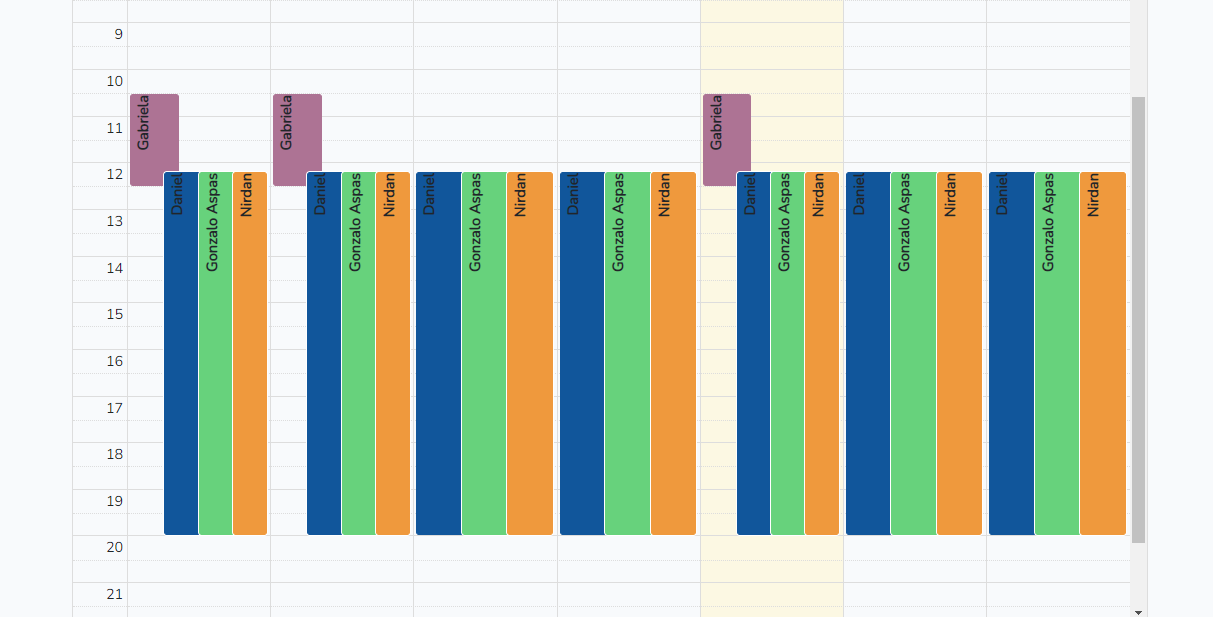 9
10
11
12
13
14
15
16
17
18
19
20
21
Gabriela
Daniel
Gonzalo Aspas
Nirdan
Gabriela
Daniel
Gonzalo Aspas
Nirdan
Daniel
Gonzalo Aspas
Nirdan
Daniel
Gonzalo Aspas
Nirdan
Gabriela
Daniel
Gonzalo Aspas
Nirdan
Daniel
Gonzalo Aspas
Nirdan
Daniel
Gonzalo Aspas
Nirdan